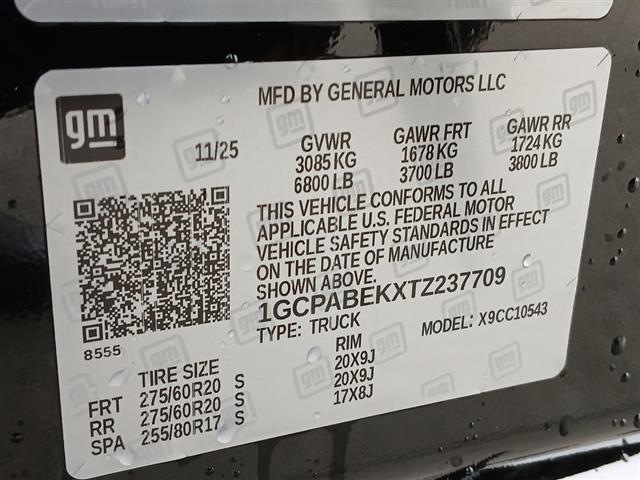 gm
MFD BY GENERAL MOTORS LLC
11/25
GVWR GAWR FRT GAWR RR
3085 KG 1678 KG 1724 KG
6800 LB 3700 LB 3800 LB
THIS VEHICLE CONFORMS TO ALL
APPLICABLE U.S. FEDERAL MOTOR
VEHICLE SAFETY STANDARDS IN EFFECT
ON THE DATE OF MANUFACTURE
SHOWN ABOVE.
1GCPABEKXTZ237709
TYPE: TRUCK MODEL: X9CC10543
8555
TIRE SIZE RIM
FRT 275/60R20 S 20X9J
RR 275/60R20 S 20X9J
SPA 255/80R17 S 17X8J